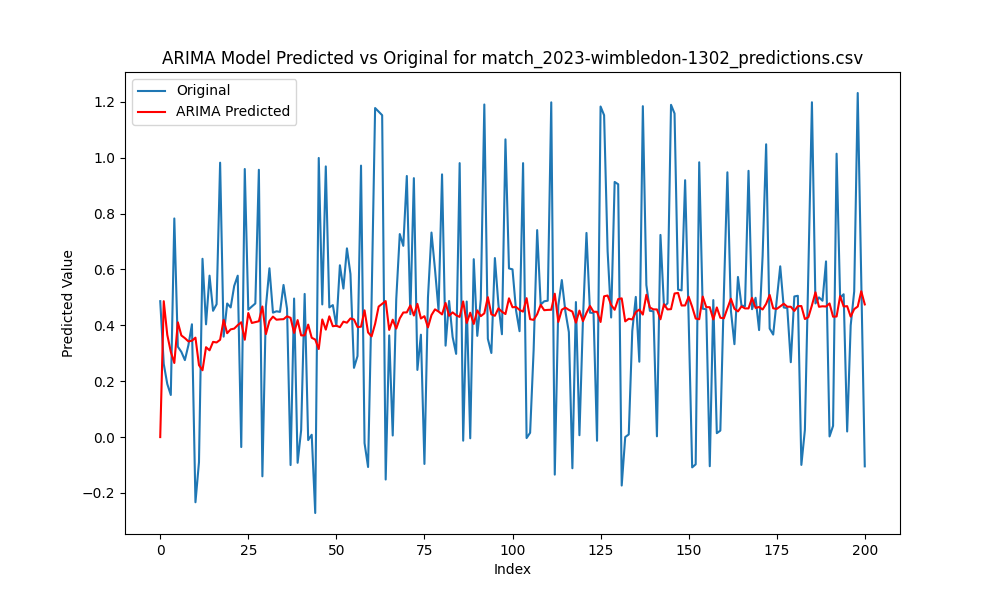 ARIMA Model Predicted vs Original for match_2023-wimbledon-1302_predictions.csv
Original
ARIMA Predicted
1.2
1.0
0.8
0.6
0.4
0.2
0.0
−0.2
Predicted Value
0 25 50 75 100 125 150 175 200
Index